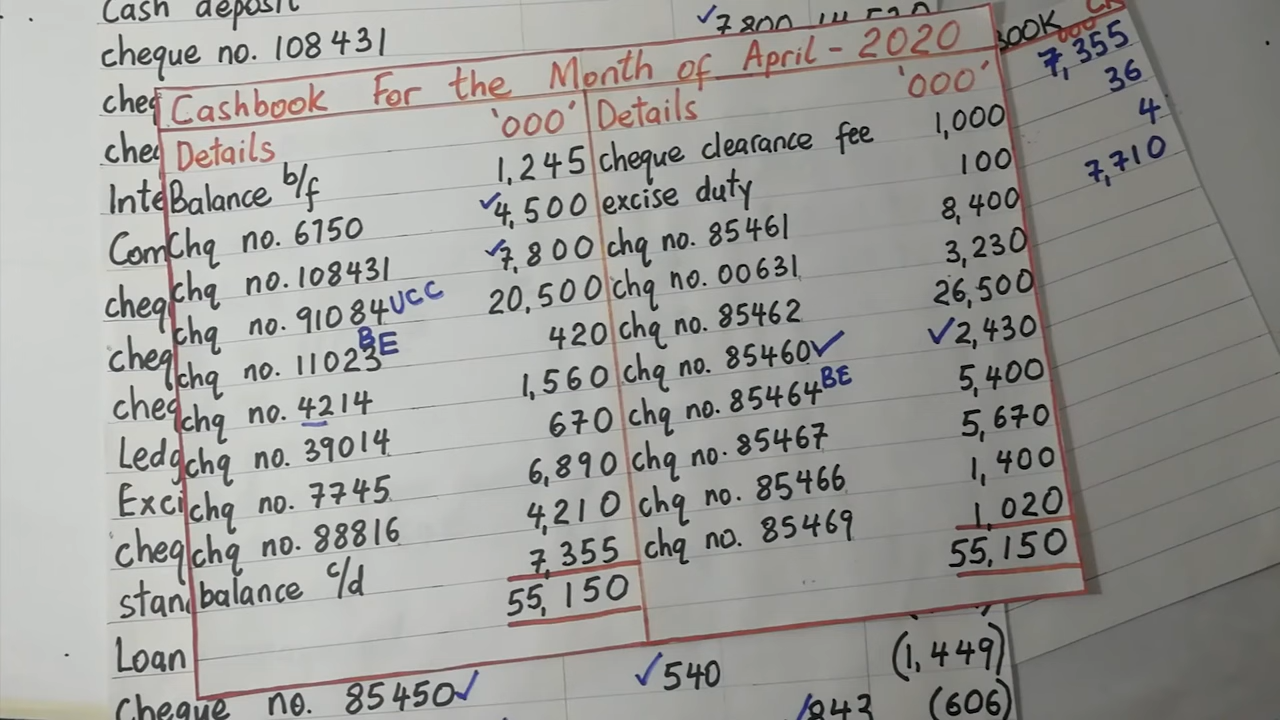 Cash deposit
cheque no. 108431
✓7800
Cashbook For the Month of April - 2020
Details '000' Details '000'
Balance b/f 1,245 cheque clearance fee 1,000
Chq no. 6750 ✓4,500 excise duty 100
chq no. 108431 ✓7,800 chq no. 85461 8,400
chq no. 91084 UCC 20,500 chq no. 00631 3,230
chq no. 11023 BE 420 chq no. 85462 26,500
chq no. 4214 1,560 chq no. 85460✓ ✓2,430
chq no. 39014 670 chq no. 85464 BE 5,400
chq no. 7745 6,890 chq no. 85467 5,670
chq no. 88816 4,210 chq no. 85466 1,400
balance c/d 7,355 chq no. 85469 1,020
55,150 55,150
7,355
36
4
7,710
Loan
(1,449)
cheque no. 85450✓ ✓540
843 (606)